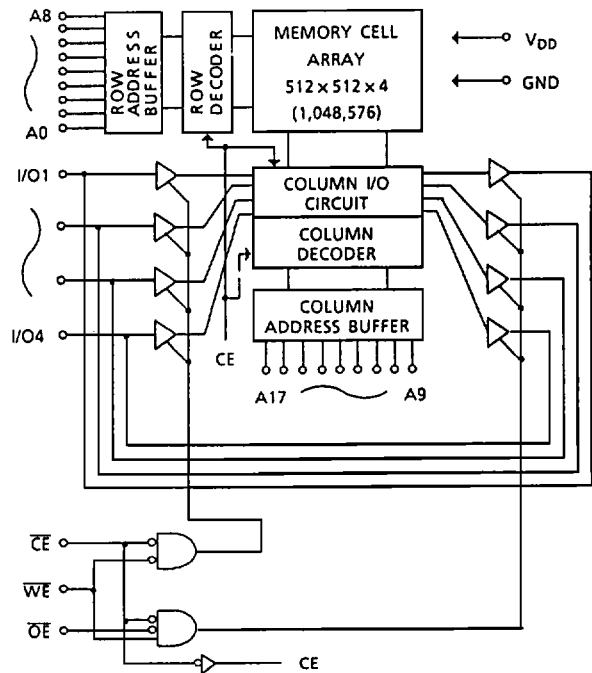 A8
A0
ROW ADDRESS BUFFER
ROW DECODER
MEMORY CELL
ARRAY
512×512×4
(1,048,576)
VDD
GND
I/O1
I/O4
COLUMN I/O
CIRCUIT
COLUMN
DECODER
COLUMN
ADDRESS BUFFER
CE
A17
A9
C̅E̅
W̅E̅
O̅E̅
CE